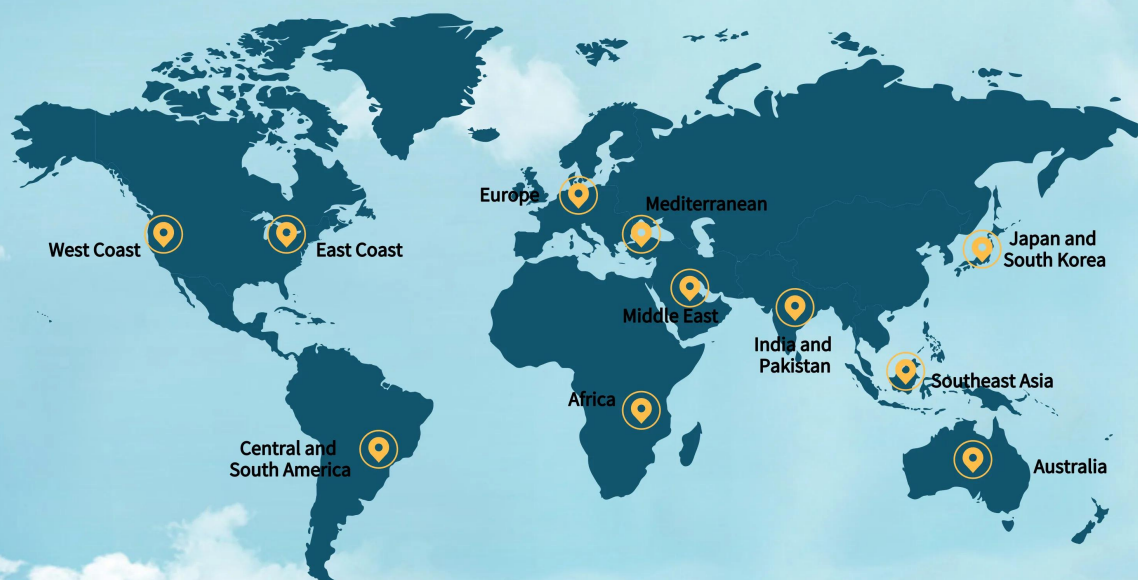 Europe
Mediterranean
West Coast
East Coast
Japan and
South Korea
Middle East
India and
Pakistan
Southeast Asia
Africa
Central and
South America
Australia